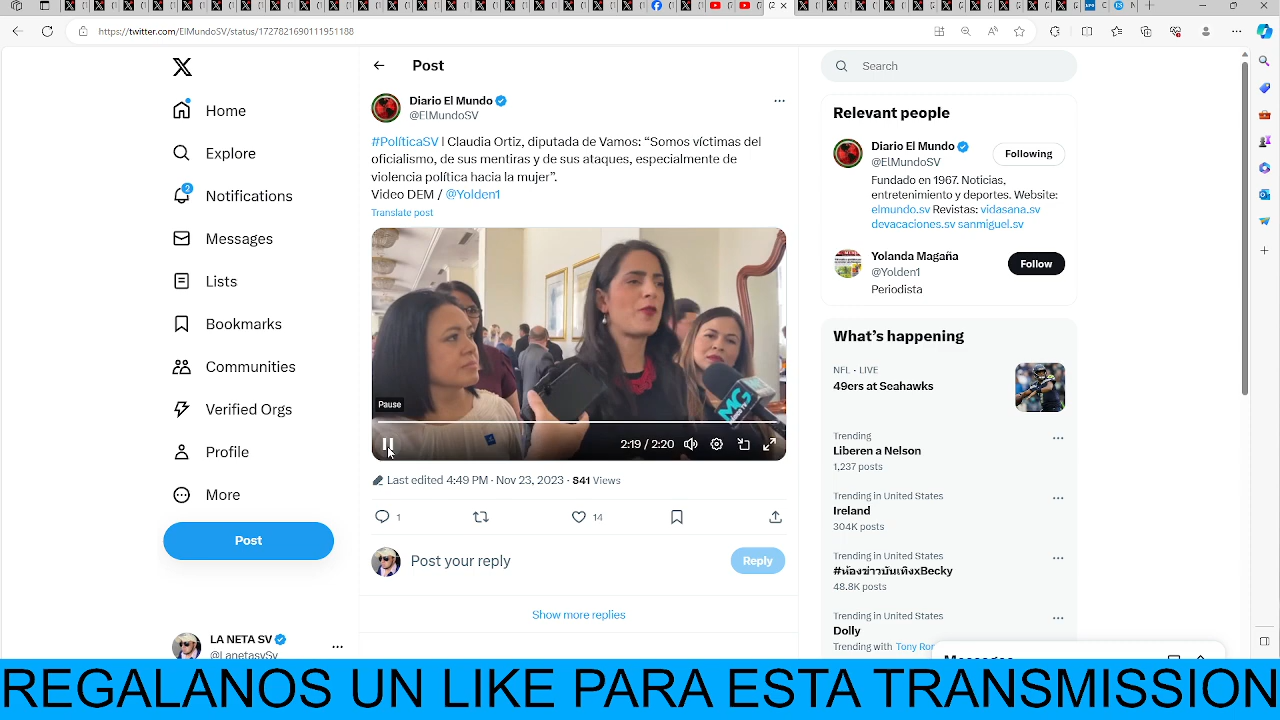 https://twitter.com/ElMundoSV/status/1727821690111951188
Home
Explore
2
Notifications
Messages
Lists
Bookmarks
Communities
Verified Orgs
Profile
More
Post
LA NETA SV
@LanetasvSv
Post
Diario El Mundo
@ElMundoSV
#PolíticaSV | Claudia Ortiz, diputada de Vamos: “Somos víctimas del
oficialismo, de sus mentiras y de sus ataques, especialmente de
violencia política hacia la mujer”.
Video DEM / @Yolden1
Translate post
MG
Pause
2:19 / 2:20
Last edited 4:49 PM · Nov 23, 2023 · 841 Views
1
14
Post your reply
Reply
Show more replies
Search
Relevant people
Diario El Mundo
@ElMundoSV
Following
Fundado en 1967. Noticias,
entretenimiento y deportes. Website:
elmundo.sv Revistas: vidasana.sv
devacaciones.sv sanmiguel.sv
Yolanda Magaña
@Yolden1
Follow
Periodista
What’s happening
NFL · LIVE
49ers at Seahawks
Trending
Liberen a Nelson
1,237 posts
Trending in United States
Ireland
304K posts
Trending in United States
#ห้องข่าวบันเทิงxBecky
48.8K posts
Trending in United States
Dolly
Trending with Tony
REGALANOS UN LIKE PARA ESTA TRANSMISSION